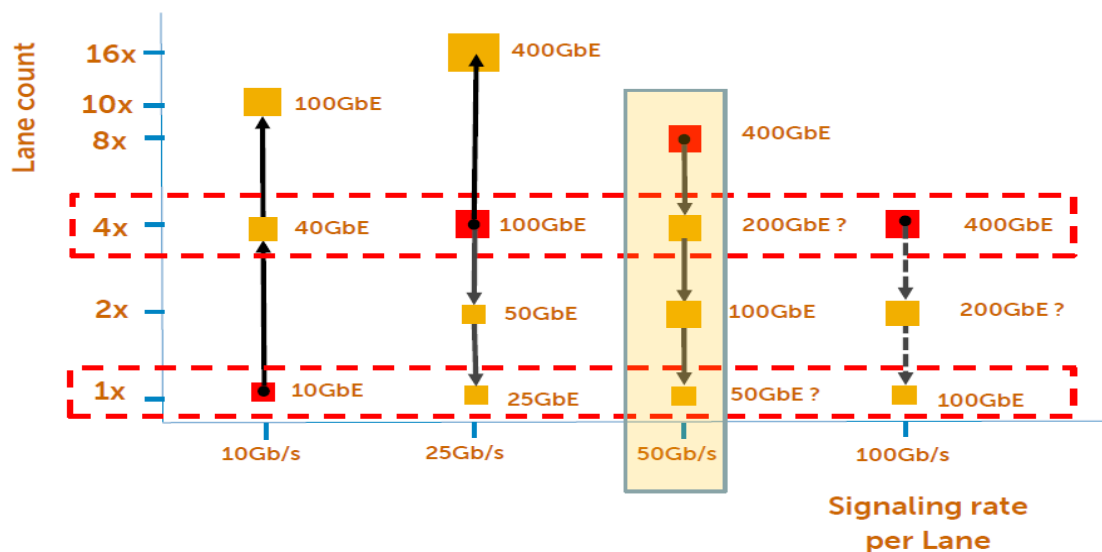 Lane count
16x
400GbE
10x
100GbE
8x
400GbE
4x
40GbE
100GbE
200GbE ?
400GbE
2x
50GbE
100GbE
200GbE ?
1x
10GbE
25GbE
50GbE ?
100GbE
10Gb/s
25Gb/s
50Gb/s
100Gb/s
Signaling rate
per Lane